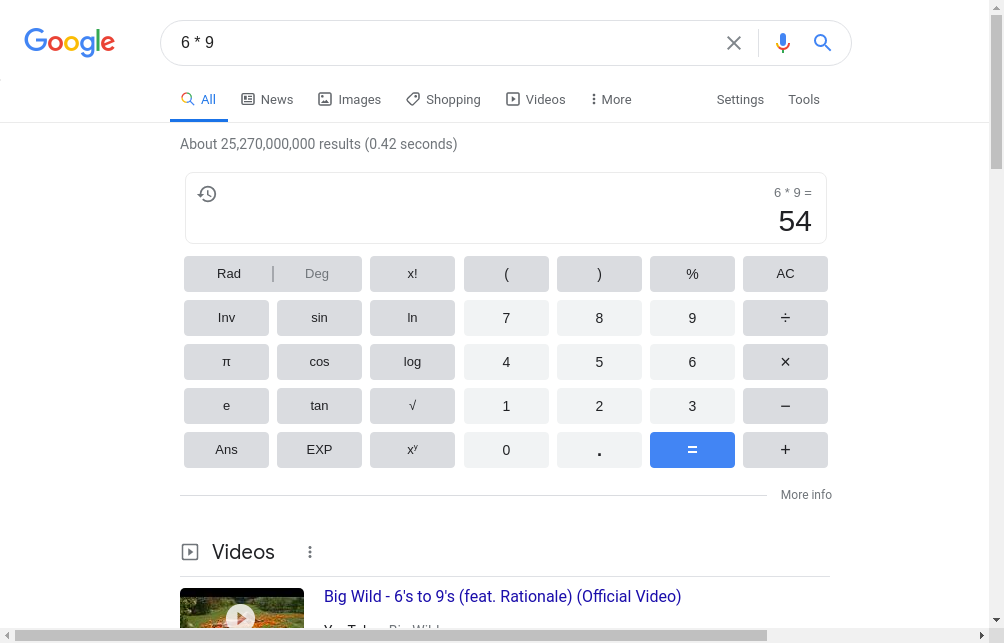 Google
6 * 9
All News Images Shopping Videos More Settings Tools
About 25,270,000,000 results (0.42 seconds)
6 * 9 =
54
Rad | Deg x! ( ) % AC
Inv sin ln 7 8 9 ÷
π cos log 4 5 6 ×
e tan √ 1 2 3 −
Ans EXP xʸ 0 . = +
More info
Videos
Big Wild - 6's to 9's (feat. Rationale) (Official Video)